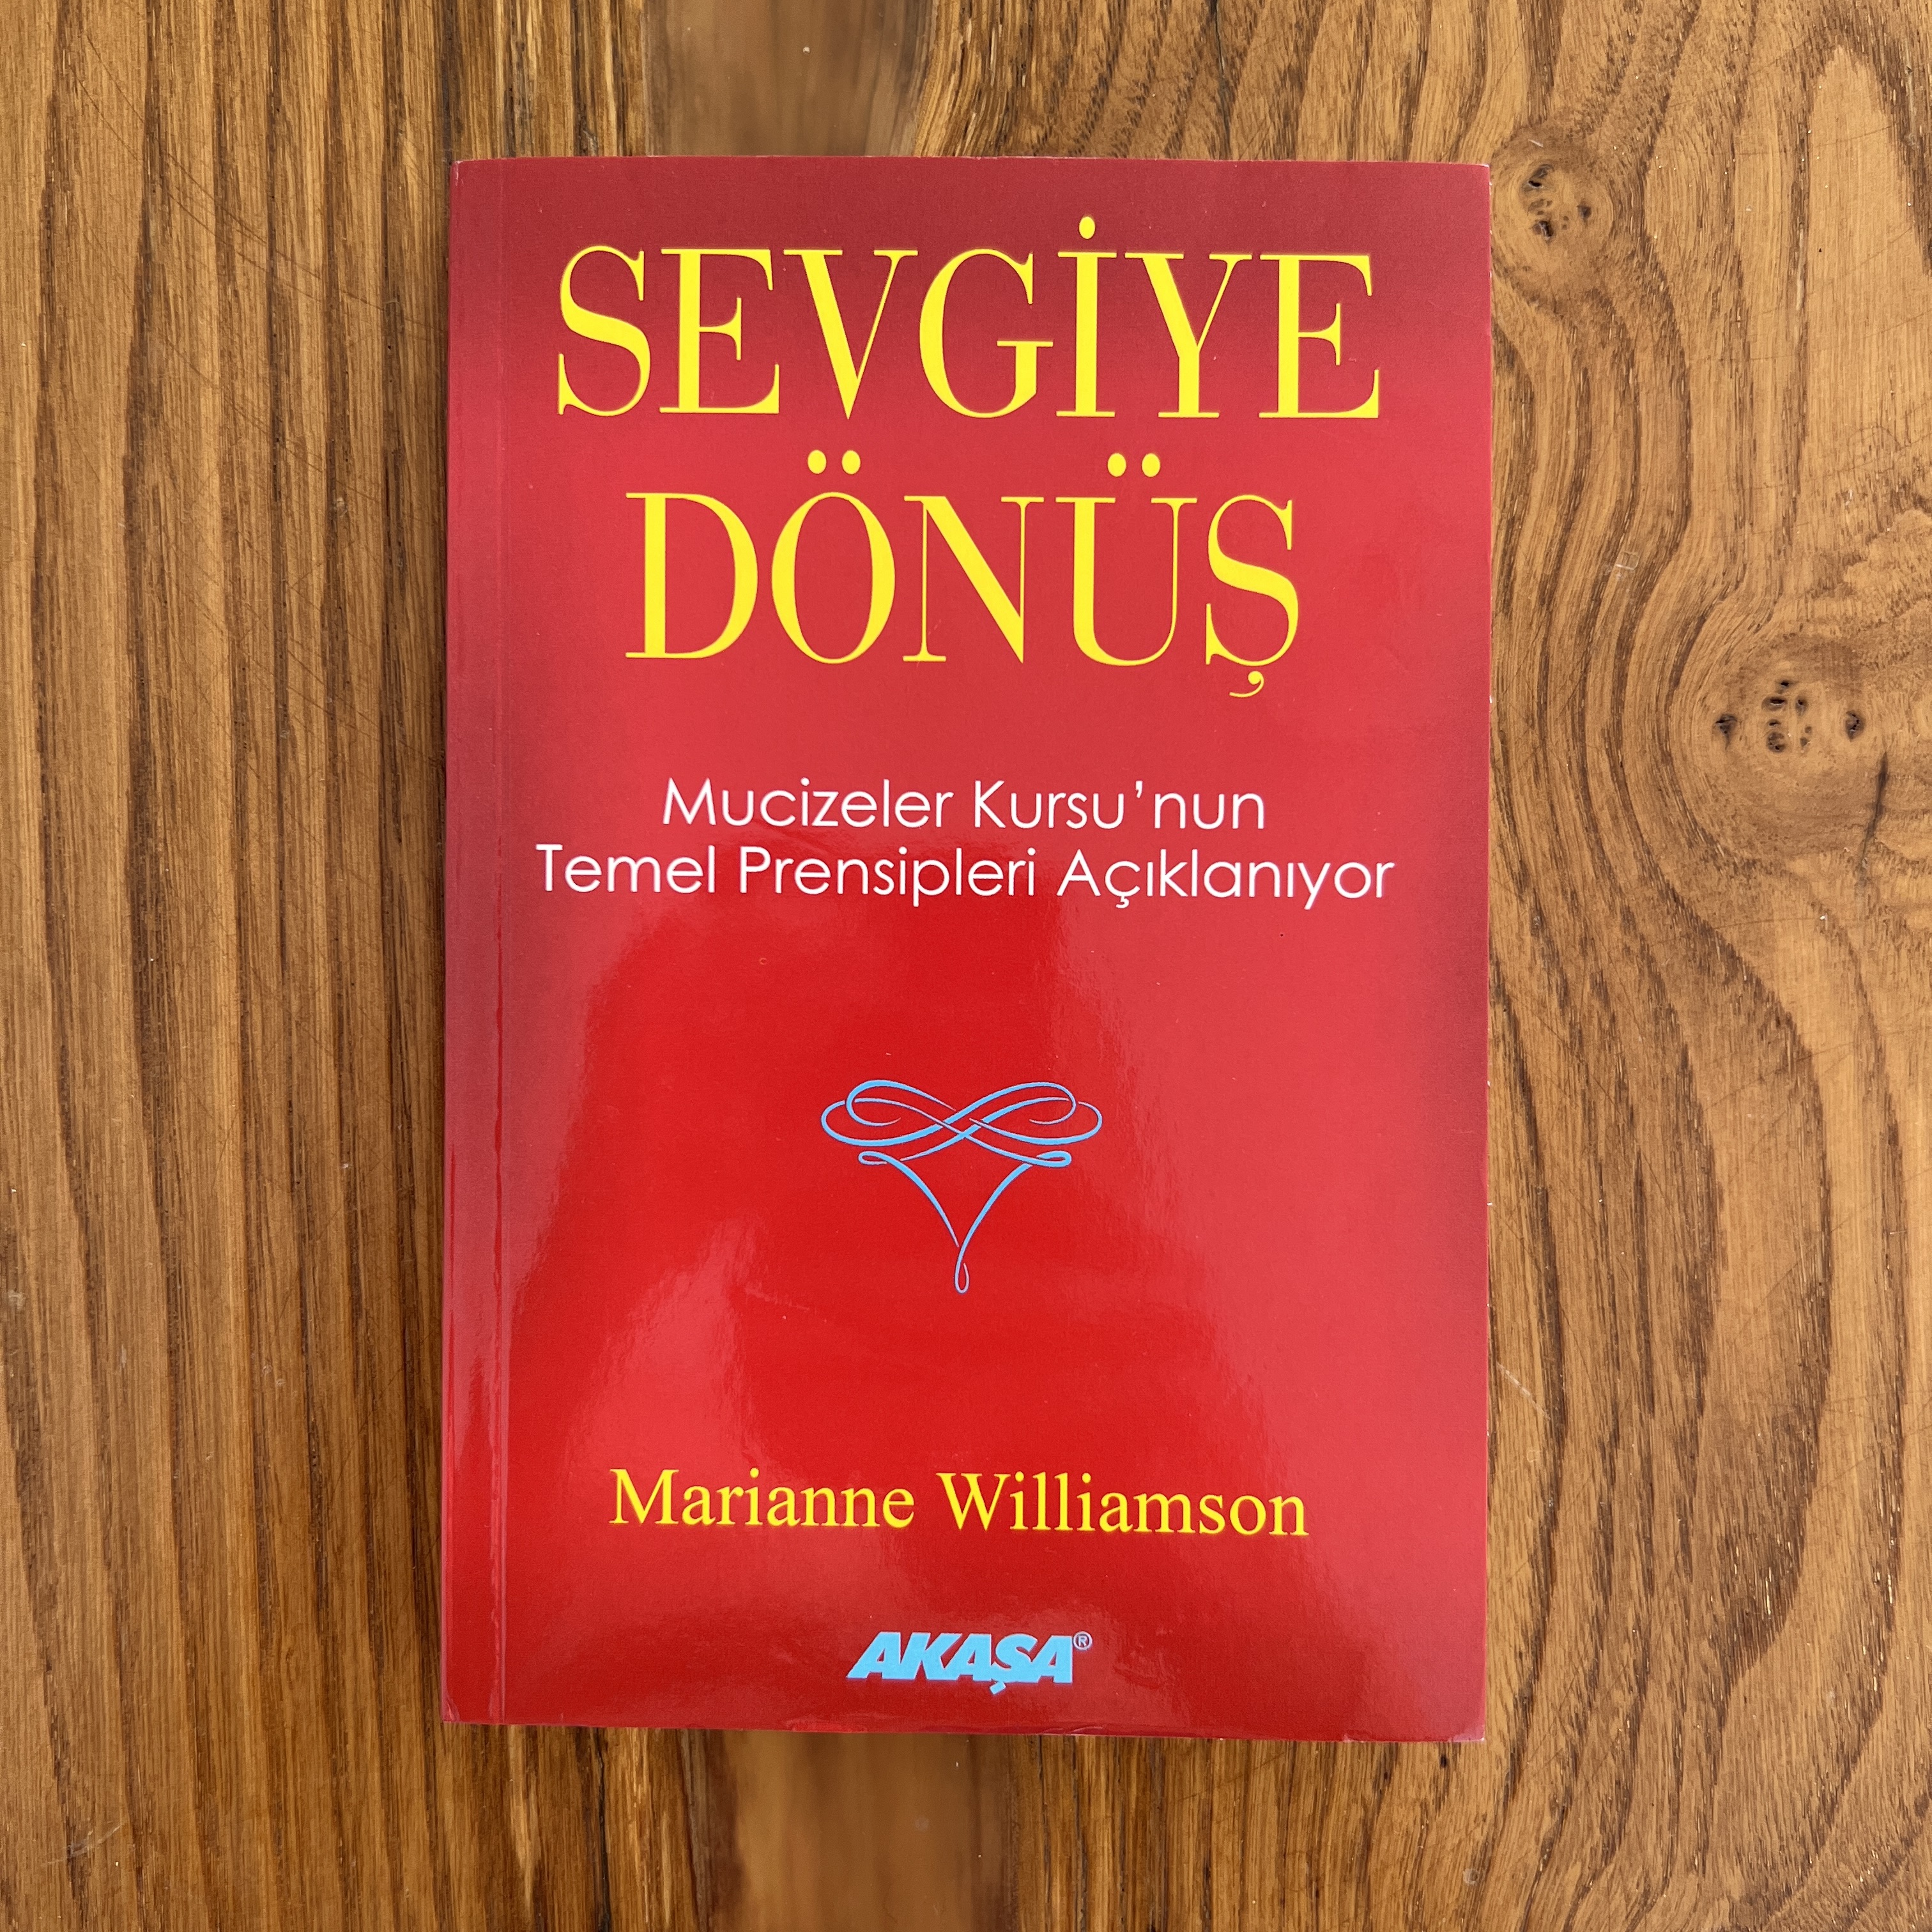 SEVGİYE
DÖNÜŞ
Mucizeler Kursu'nun
Temel Prensipleri Açıklanıyor
Marianne Williamson
AKAŞA®